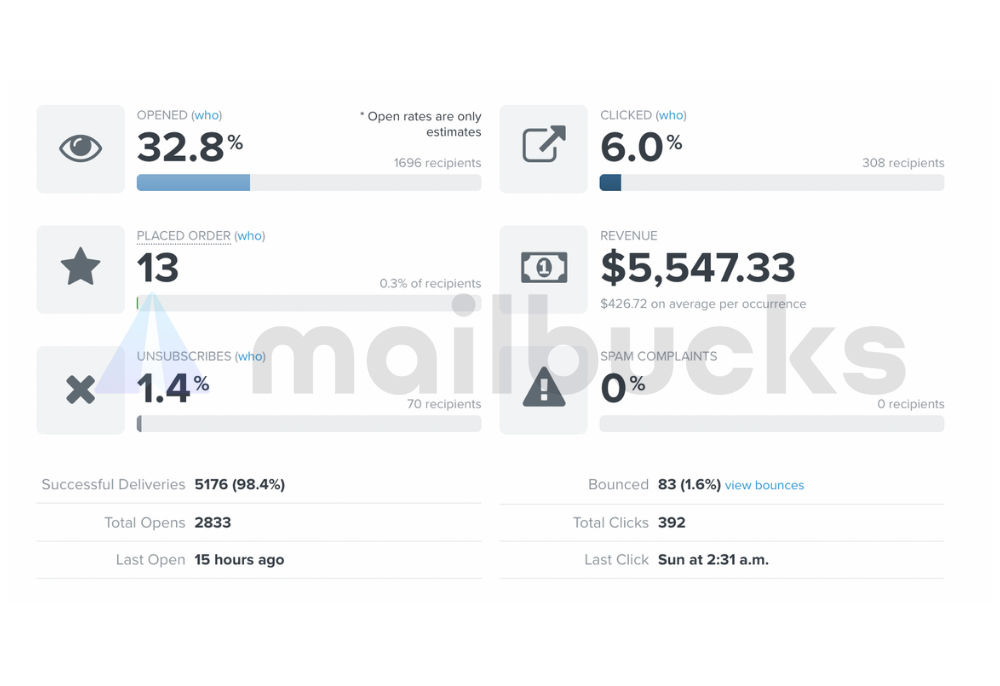 OPENED (who)
* Open rates are only
estimates
32.8%
1696 recipients
CLICKED (who)
6.0%
308 recipients
PLACED ORDER (who)
13
0.3% of recipients
REVENUE
1
$5,547.33
$426.72 on average per occurrence
mailbucks
UNSUBSCRIBES (who)
1.4%
70 recipients
SPAM COMPLAINTS
0%
0 recipients
Successful Deliveries 5176 (98.4%)
Bounced 83 (1.6%) view bounces
Total Opens 2833
Total Clicks 392
Last Open 15 hours ago
Last Click Sun at 2:31 a.m.